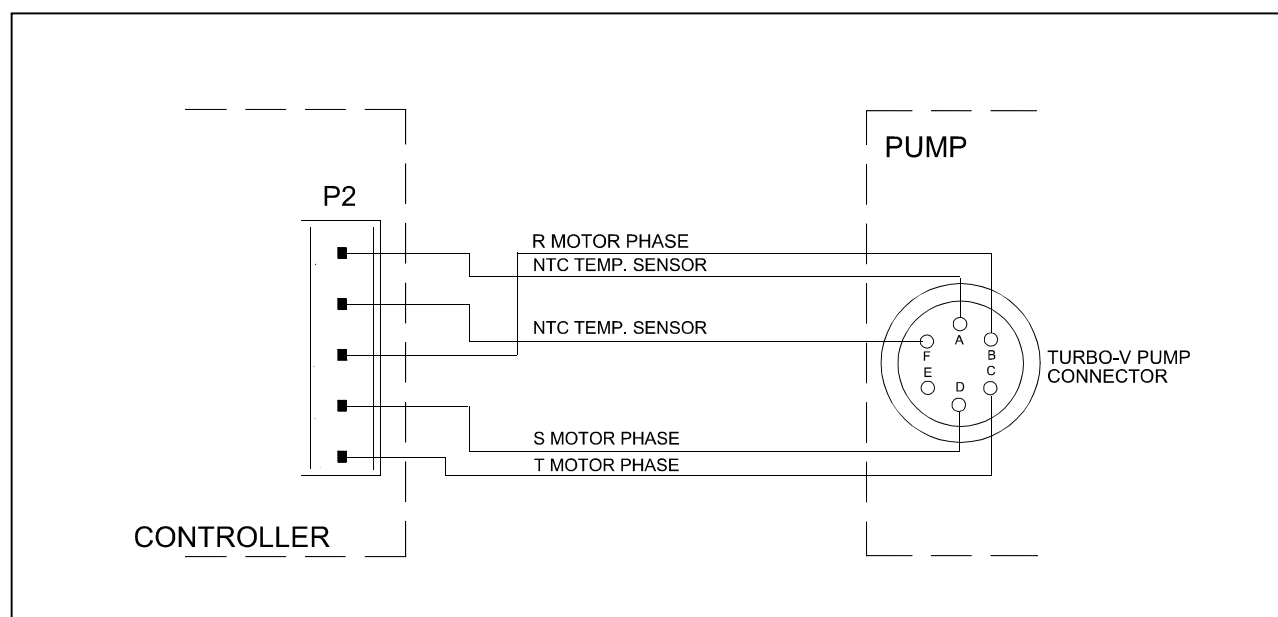 PUMP
P2
R MOTOR PHASE
NTC TEMP. SENSOR
NTC TEMP. SENSOR
A
B
F
C
E
D
TURBO-V PUMP
CONNECTOR
S MOTOR PHASE
T MOTOR PHASE
CONTROLLER